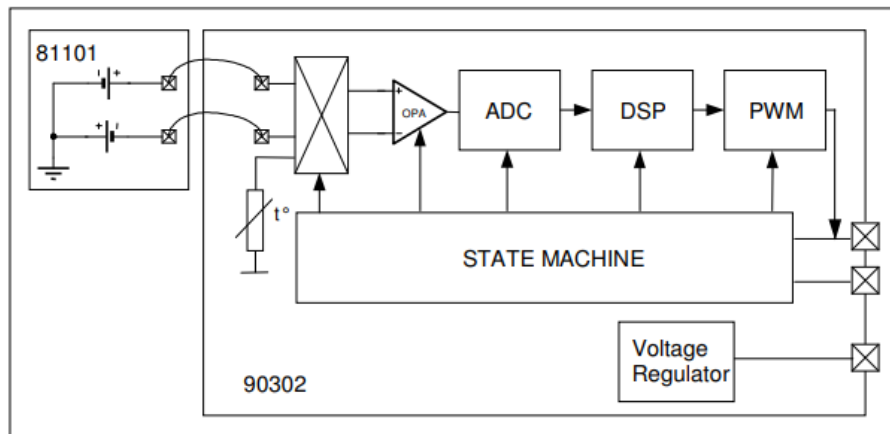 81101
+
+
+
OPA
−
ADC
DSP
PWM
t°
STATE MACHINE
Voltage
Regulator
90302